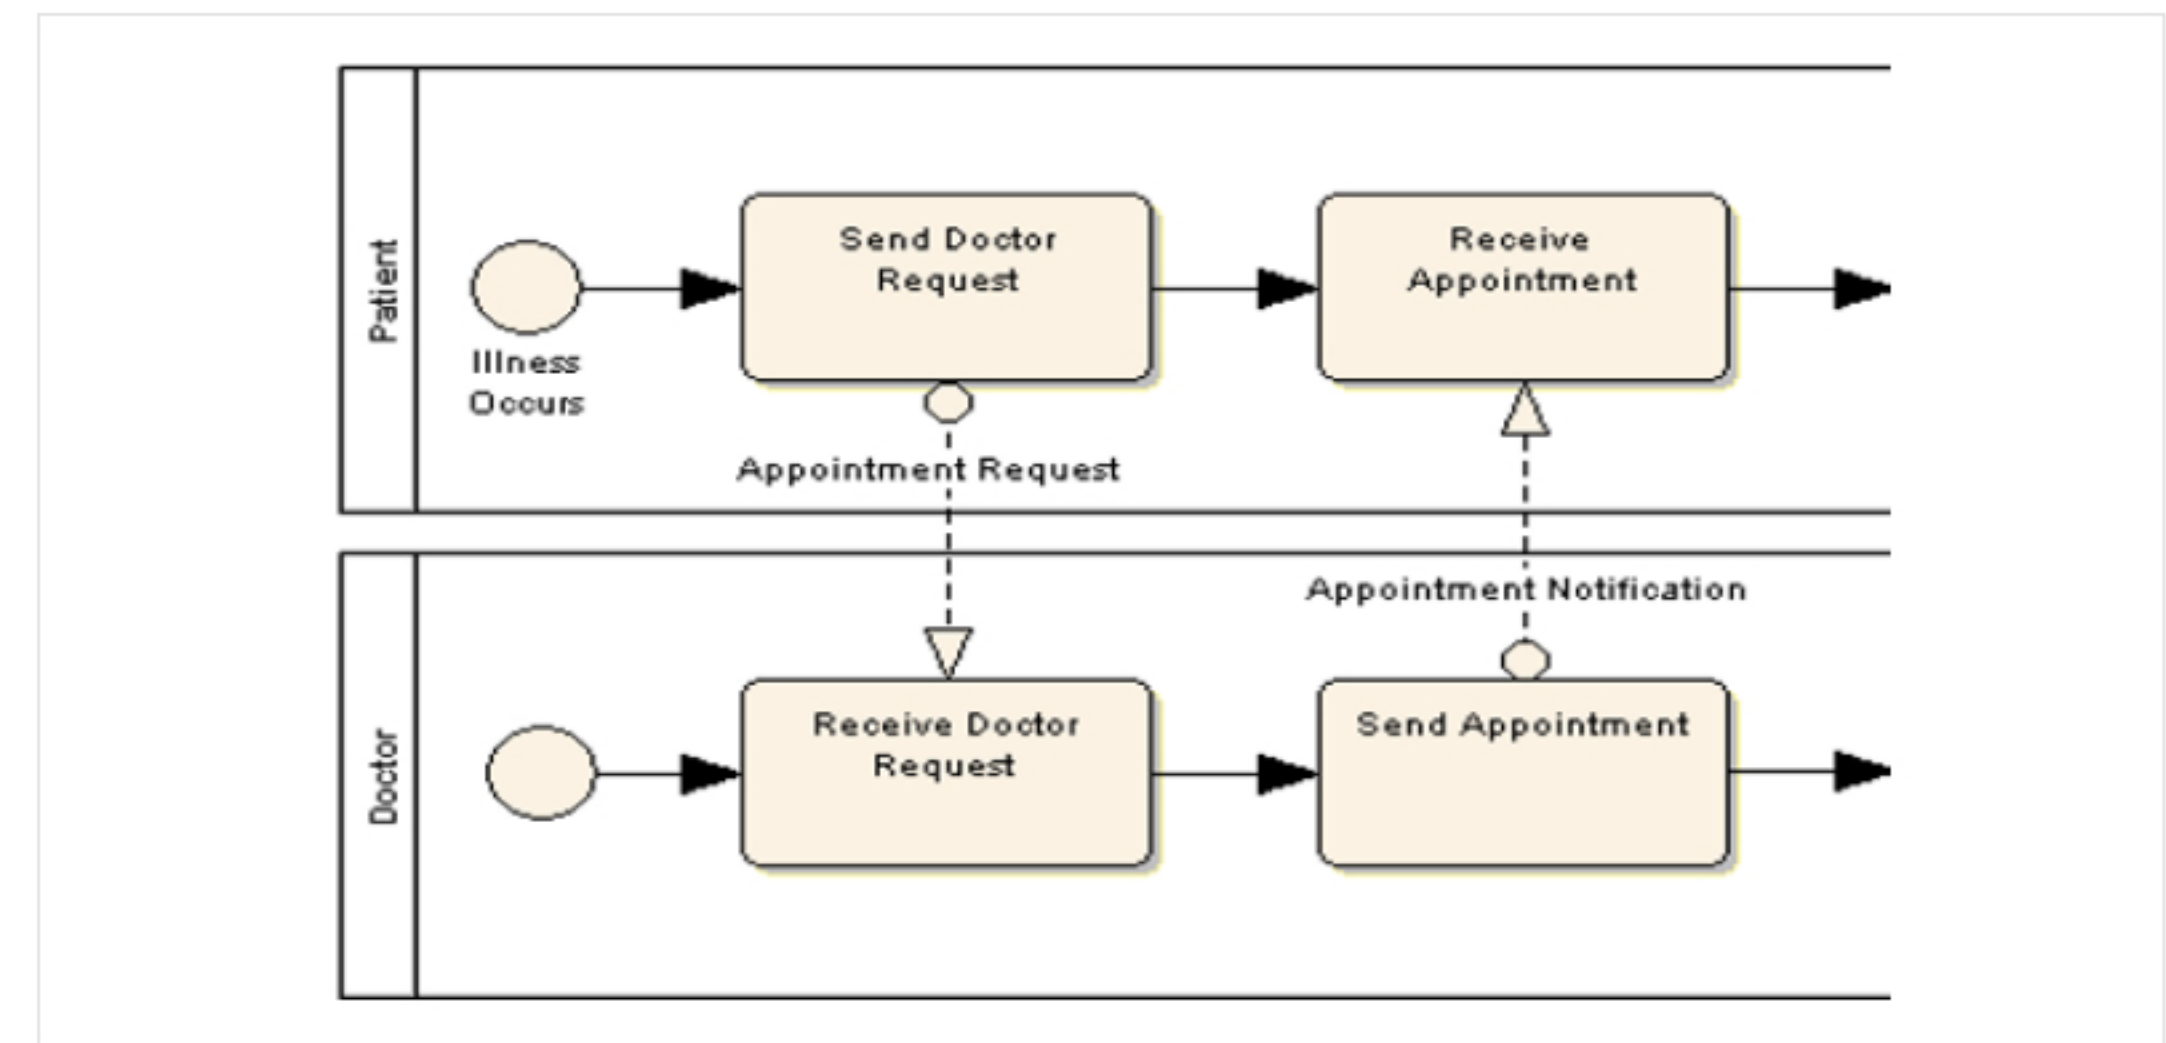 Patient
Illness
Occurs
Send Doctor
Request
Receive
Appointment
Appointment Request
Appointment Notification
Doctor
Receive Doctor
Request
Send Appointment